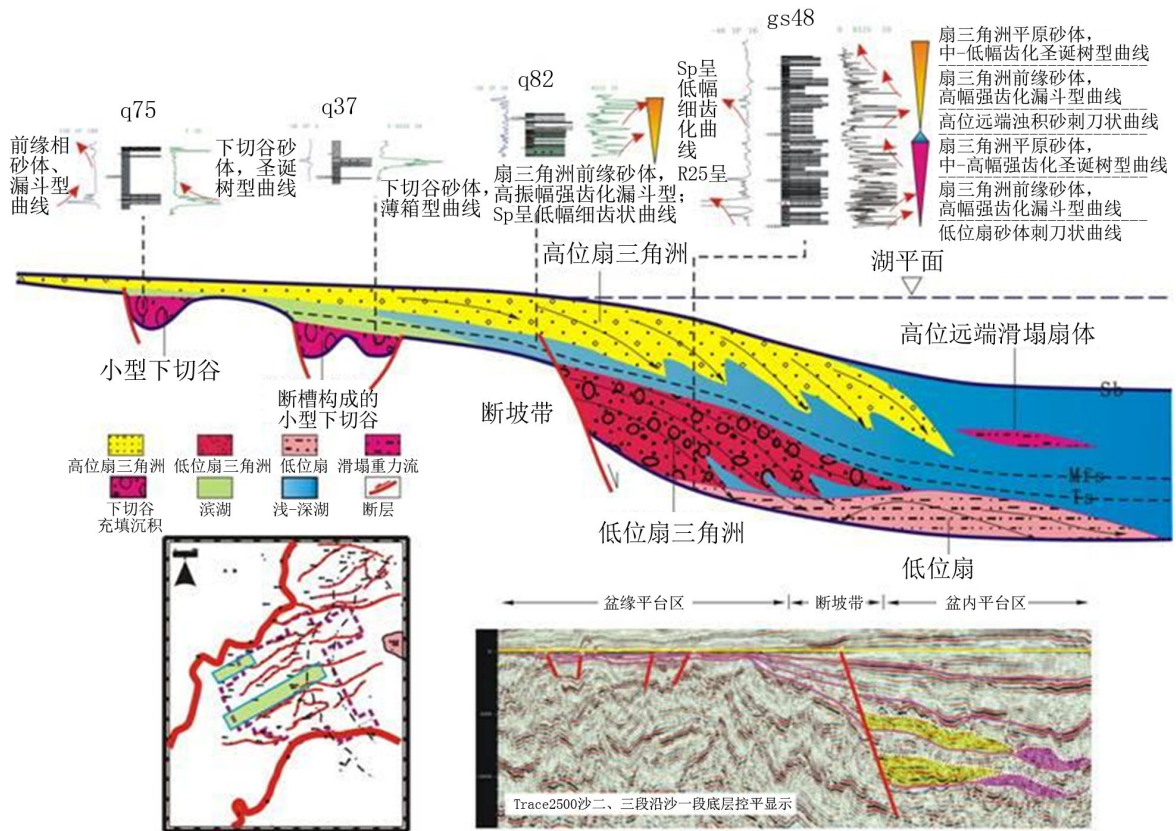 gs48
扇三角洲平原砂体，
中-低幅齿化圣诞树型曲线
扇三角洲前缘砂体，
高幅强齿化漏斗型曲线
高位远端浊积砂刺刀状曲线
扇三角洲平原砂体，
中-高幅强齿化圣诞树型曲线
扇三角洲前缘砂体，
高幅强齿化漏斗型曲线
低位扇砂体刺刀状曲线
Sp呈
低幅
细齿
化曲
线
q82
扇三角洲前缘砂体，R25呈
高振幅强齿化漏斗型；
Sp呈低幅细齿状曲线
q37
下切谷砂体，
薄箱型曲线
q75
前缘相
砂体、
漏斗型
曲线
下切谷砂
体，圣诞
树型曲线
高位扇三角洲
湖平面
高位远端滑塌扇体
Sb
小型下切谷
断槽构成的
小型下切谷
断坡带
Mfs
Ts
低位扇三角洲
低位扇
高位扇三角洲
低位扇三角洲
低位扇
滑塌重力流
下切谷
充填沉积
滨湖
浅-深湖
断层
盆缘平台区
断坡带
盆内平台区
Trace2500沙二、三段沿沙一段底层控平显示